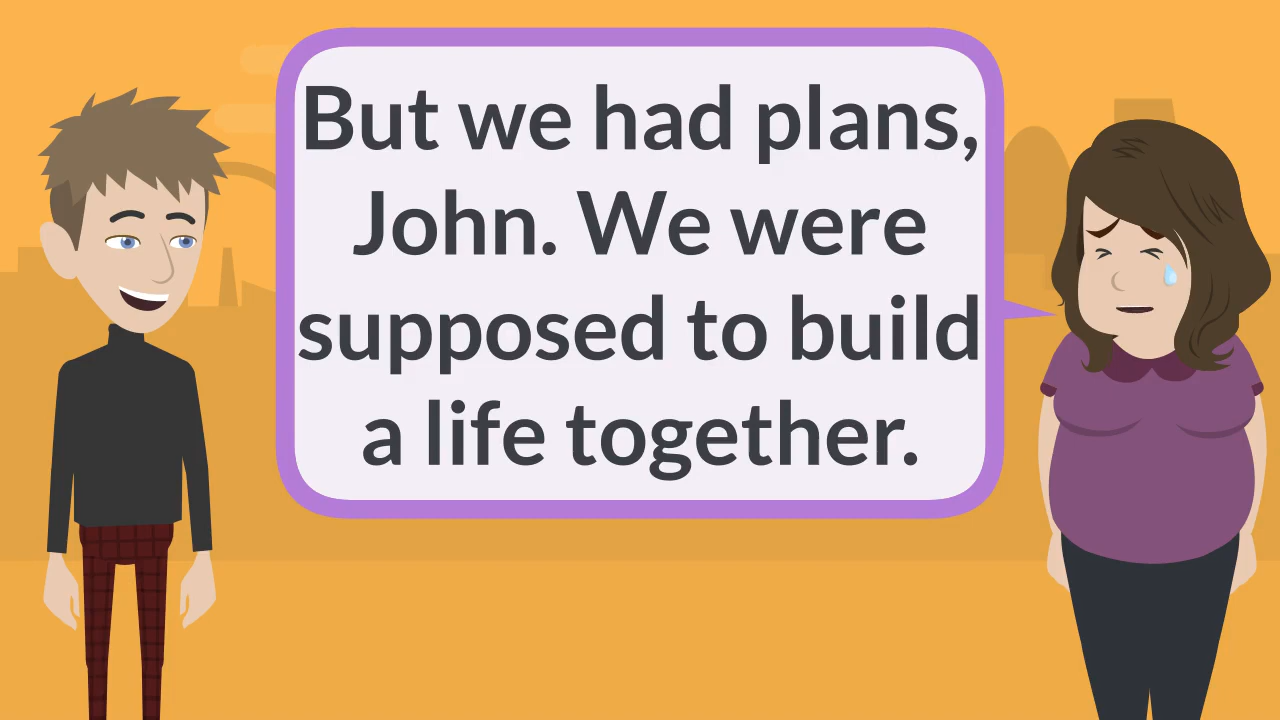 But we had plans,
John. We were
supposed to build
a life together.